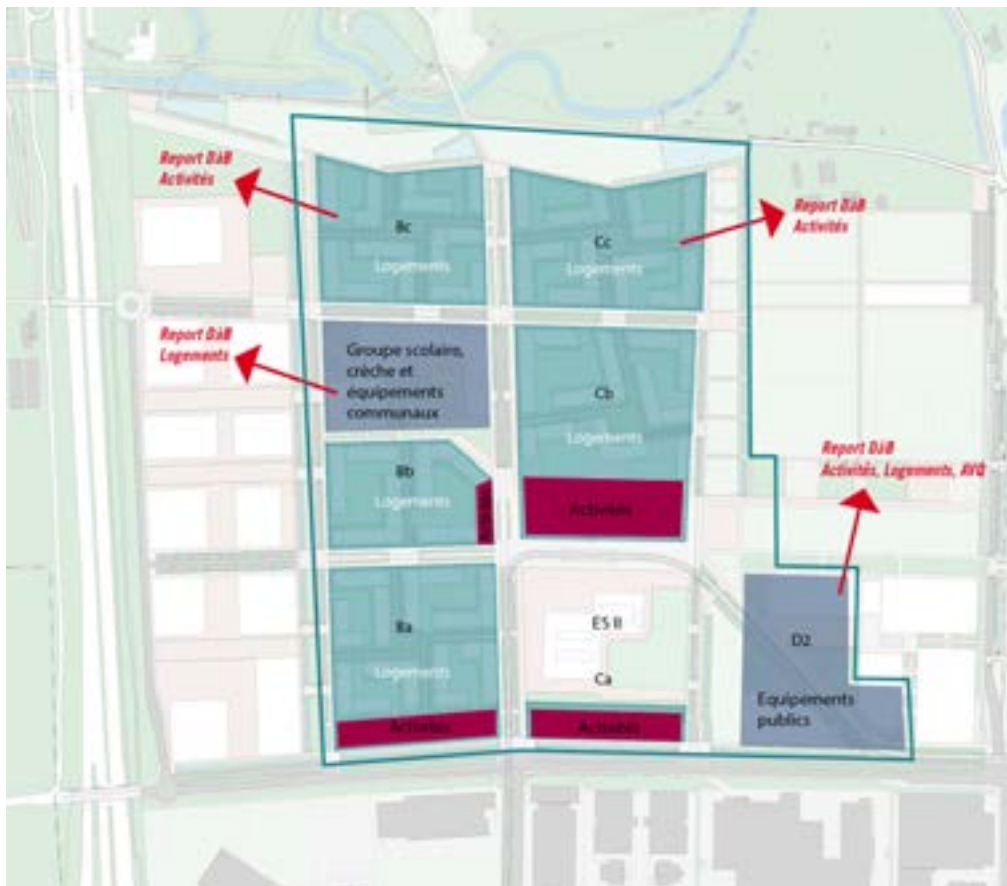 Report DàB
Activités
Report DàB
Activités
Bc
Logements
Cc
Logements
Report DàB
Logements
Groupe scolaire,
crèche et
équipements
communaux
Cb
Logements
Report DàB
Activités, Logements, AVQ
Bb
Logements
Activités
Activités
Ba
Logements
Activités
ES II
Ca
Activités
D2
Equipements
publics